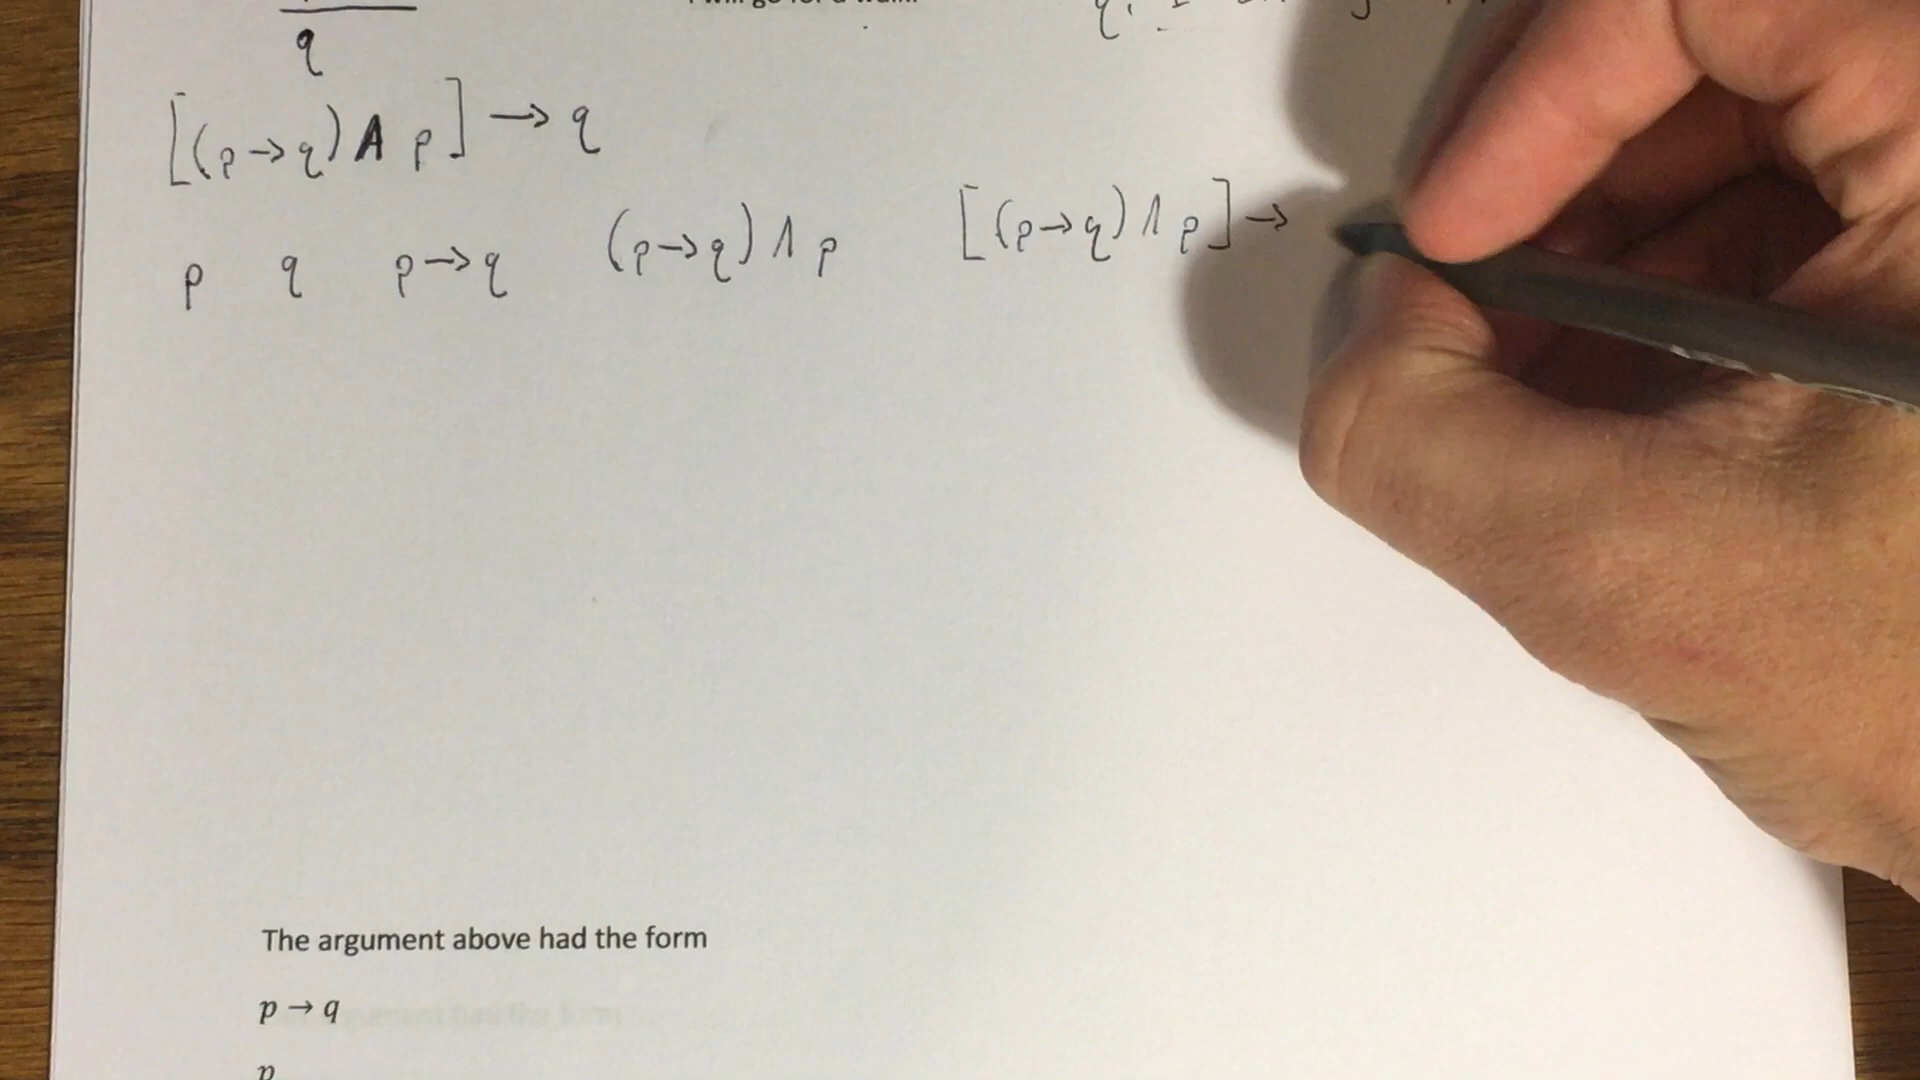 q
[(p→q) ∧ p] → q
p q p→q (p→q) ∧ p [(p→q) ∧ p] →
The argument above had the form
p → q
p